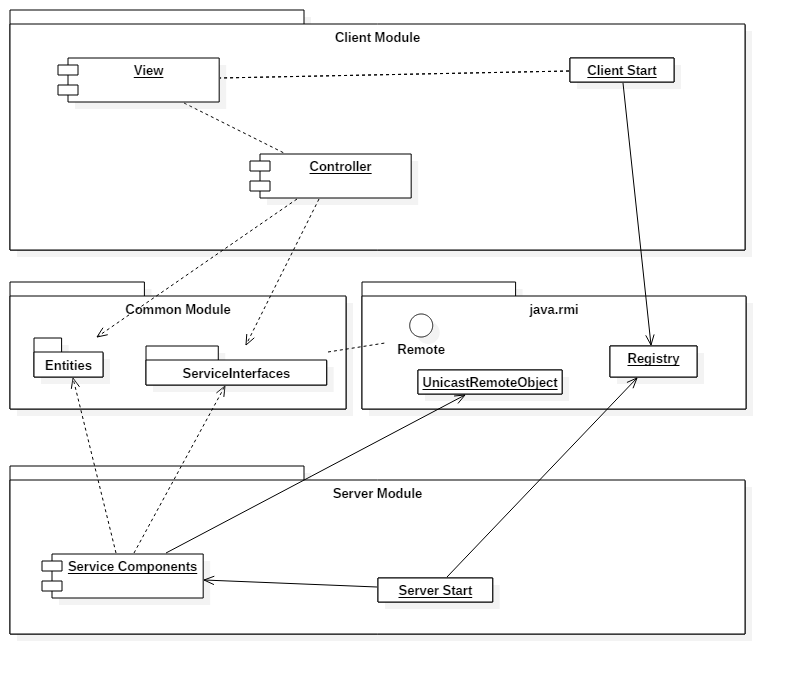 Client Module
View
Client Start
Controller
Common Module
java.rmi
Remote
Entities
ServiceInterfaces
Registry
UnicastRemoteObject
Server Module
Service Components
Server Start